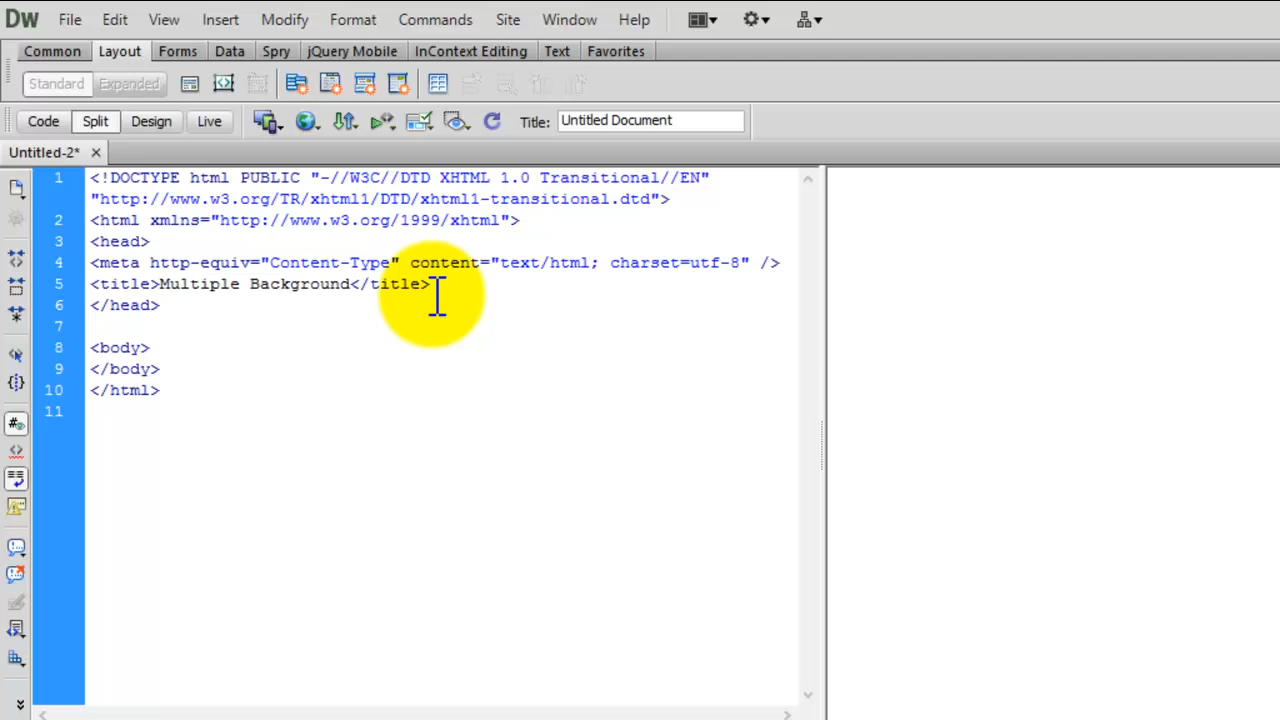 Dw File Edit View Insert Modify Format Commands Site Window Help
Common Layout Forms Data Spry jQuery Mobile InContext Editing Text Favorites
Standard Expanded
Code Split Design Live Title: Untitled Document
Untitled-2* ×
1 <!DOCTYPE html PUBLIC "-//W3C//DTD XHTML 1.0 Transitional//EN"
"http://www.w3.org/TR/xhtml1/DTD/xhtml1-transitional.dtd">
2 <html xmlns="http://www.w3.org/1999/xhtml">
3 <head>
4 <meta http-equiv="Content-Type" content="text/html; charset=utf-8" />
5 <title>Multiple Background</title>
6 </head>
7
8 <body>
9 </body>
10 </html>
11